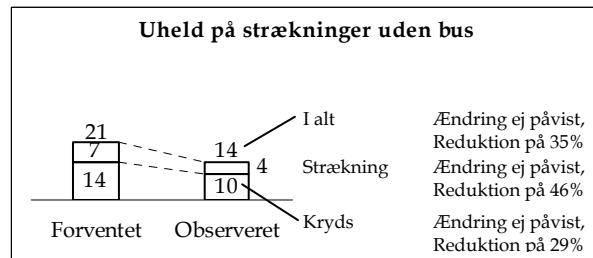 Uheld på strækninger uden bus
21
7
14
14
4
10
Forventet
Observeret
I alt
Ændring ej påvist,
Reduktion på 35%
Strækning
Ændring ej påvist,
Reduktion på 46%
Kryds
Ændring ej påvist,
Reduktion på 29%